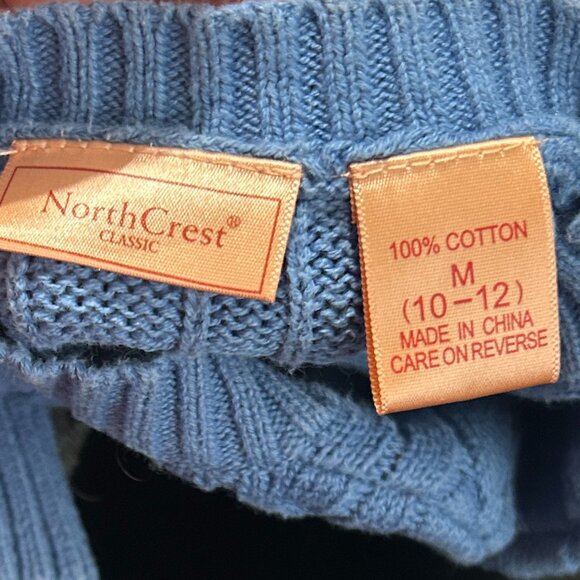 NorthCrest®
CLASSIC
100% COTTON
M
(10-12)
MADE IN CHINA
CARE ON REVERSE